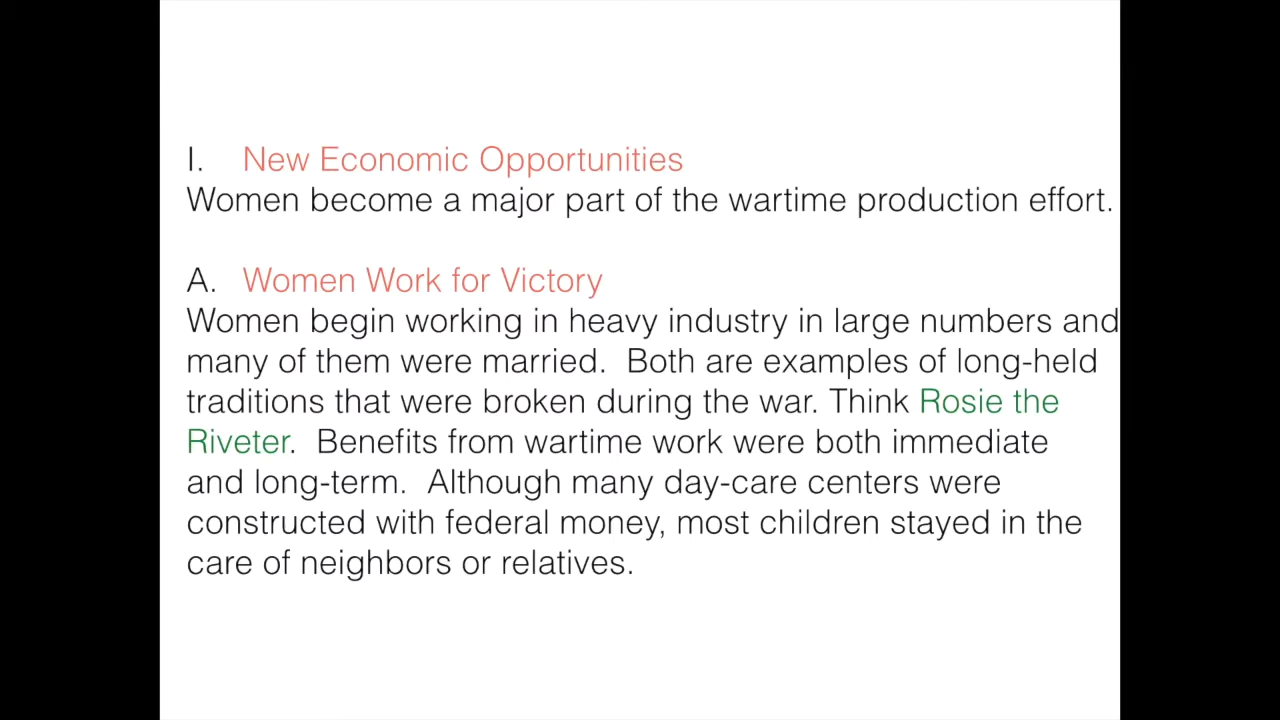 I. New Economic Opportunities
Women become a major part of the wartime production effort.
A. Women Work for Victory
Women begin working in heavy industry in large numbers and
many of them were married. Both are examples of long-held
traditions that were broken during the war. Think Rosie the
Riveter. Benefits from wartime work were both immediate
and long-term. Although many day-care centers were
constructed with federal money, most children stayed in the
care of neighbors or relatives.